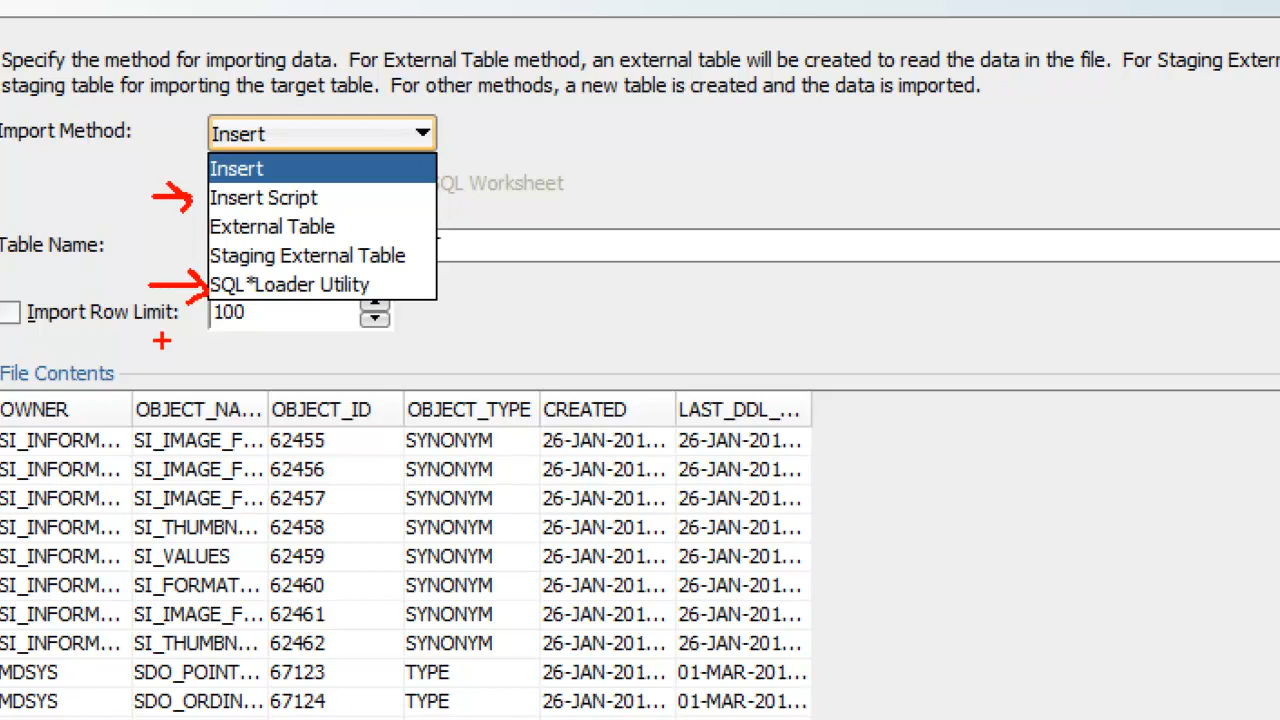 Specify the method for importing data.  For External Table method, an external table will be created to read the data in the file.  For Staging Extern
staging table for importing the target table.  For other methods, a new table is created and the data is imported.
Import Method: Insert
Insert
SQL Worksheet
Insert Script
External Table
Table Name:
Staging External Table
SQL*Loader Utility
Import Row Limit: 100
File Contents
OWNER OBJECT_NA... OBJECT_ID OBJECT_TYPE CREATED LAST_DDL_...
SI_INFORM... SI_IMAGE_F... 62455 SYNONYM 26-JAN-201... 26-JAN-201...
SI_INFORM... SI_IMAGE_F... 62456 SYNONYM 26-JAN-201... 26-JAN-201...
SI_INFORM... SI_IMAGE_F... 62457 SYNONYM 26-JAN-201... 26-JAN-201...
SI_INFORM... SI_THUMBN... 62458 SYNONYM 26-JAN-201... 26-JAN-201...
SI_INFORM... SI_VALUES 62459 SYNONYM 26-JAN-201... 26-JAN-201...
SI_INFORM... SI_FORMAT... 62460 SYNONYM 26-JAN-201... 26-JAN-201...
SI_INFORM... SI_IMAGE_F... 62461 SYNONYM 26-JAN-201... 26-JAN-201...
SI_INFORM... SI_THUMBN... 62462 SYNONYM 26-JAN-201... 26-JAN-201...
MDSYS SDO_POINT... 67123 TYPE 26-JAN-201... 01-MAR-201...
MDSYS SDO_ORDIN... 67124 TYPE 26-JAN-201... 01-MAR-201...